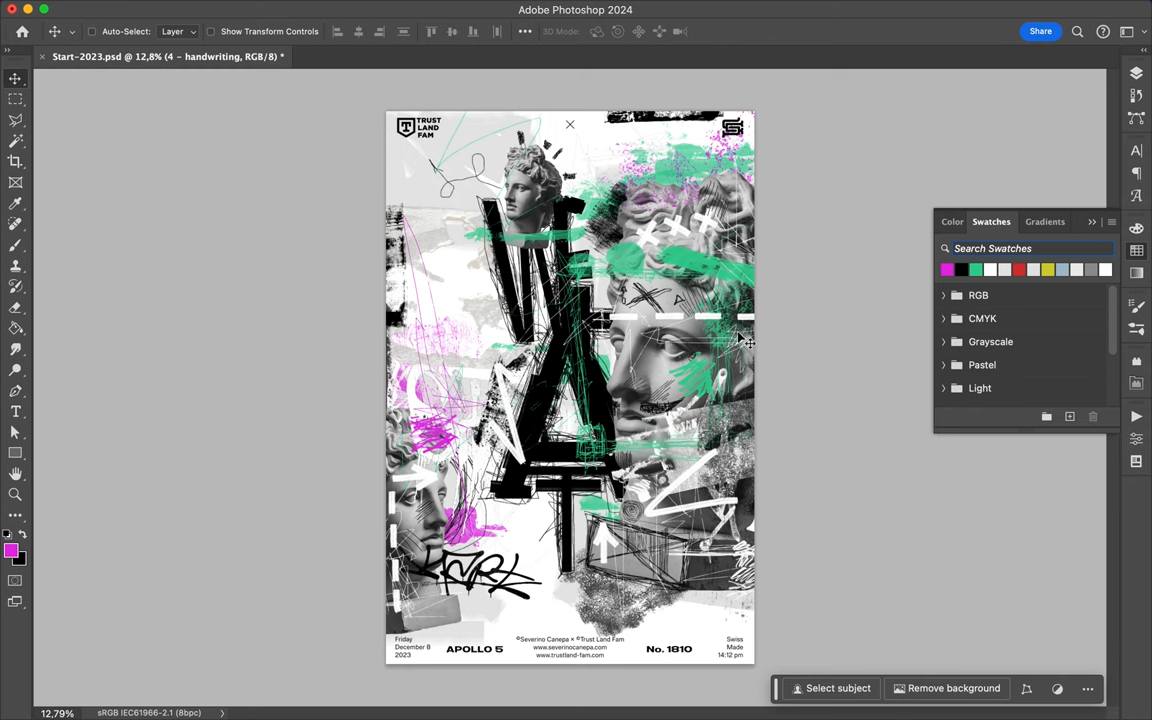 Adobe Photoshop 2024
Auto-Select:
Layer
Show Transform Controls
3D Mode:
Share
Start-2023.psd @ 12,8% (4 - handwriting, RGB/8) *
TRUST
LAND
FAM
Color
Swatches
Gradients
Search Swatches
RGB
CMYK
Grayscale
Pastel
Light
Friday
December 8
2023
APOLLO 5
©Severino Canepa × ©Trust Land Fam
www.severinocanepa.com
www.trustland-fam.com
No. 1810
Swiss
Made
14:12 pm
Select subject
Remove background
12,79%
sRGB IEC61966-2.1 (8bpc)